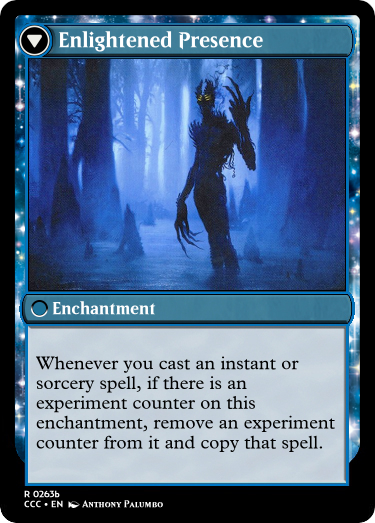 Enlightened Presence
Enchantment
Whenever you cast an instant or
sorcery spell, if there is an
experiment counter on this
enchantment, remove an experiment
counter from it and copy that spell.
R 0263b
CCC • EN Anthony Palumbo